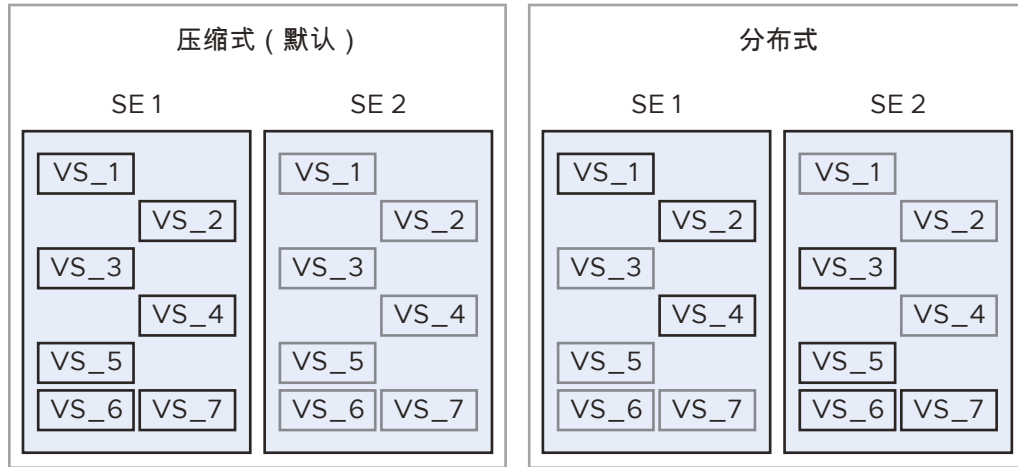 压缩式（默认）
SE 1
SE 2
VS_1
VS_2
VS_3
VS_4
VS_5
VS_6
VS_7
VS_1
VS_2
VS_3
VS_4
VS_5
VS_6
VS_7
分布式
SE 1
SE 2
VS_1
VS_2
VS_3
VS_4
VS_5
VS_6
VS_7
VS_1
VS_2
VS_3
VS_4
VS_5
VS_6
VS_7